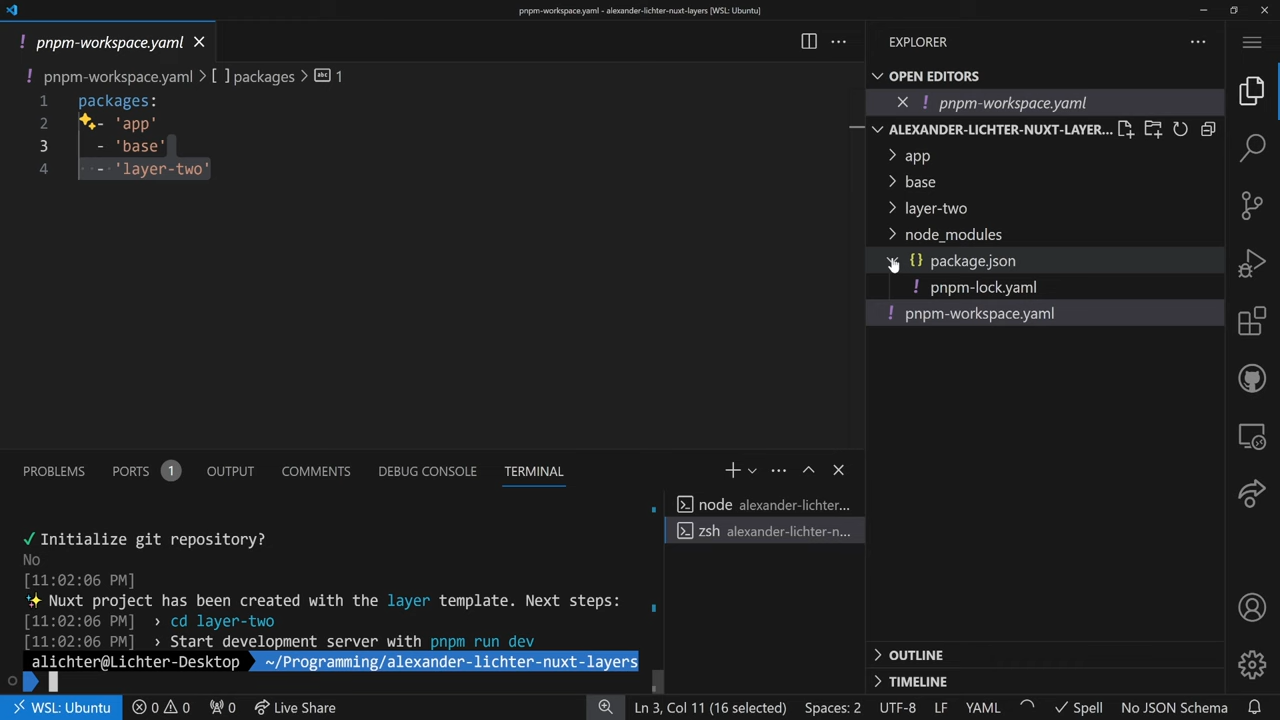 pnpm-workspace.yaml - alexander-lichter-nuxt-layers [WSL: Ubuntu]
! pnpm-workspace.yaml
! pnpm-workspace.yaml > [ ] packages > abc 1
1 packages:
2 - 'app'
3 - 'base'
4 - 'layer-two'
EXPLORER
OPEN EDITORS
! pnpm-workspace.yaml
ALEXANDER-LICHTER-NUXT-LAYER...
app
base
layer-two
node_modules
{} package.json
! pnpm-lock.yaml
! pnpm-workspace.yaml
OUTLINE
TIMELINE
PROBLEMS PORTS 1 OUTPUT COMMENTS DEBUG CONSOLE TERMINAL
✓ Initialize git repository?
No
[11:02:06 PM]
✨ Nuxt project has been created with the layer template. Next steps:
[11:02:06 PM] › cd layer-two
[11:02:06 PM] › Start development server with pnpm run dev
alichter@Lichter-Desktop ~/Programming/alexander-lichter-nuxt-layers
node alexander-lichter...
zsh alexander-lichter-n...
WSL: Ubuntu 0 0 0 Live Share Ln 3, Col 11 (16 selected) Spaces: 2 UTF-8 LF YAML Spell No JSON Schema